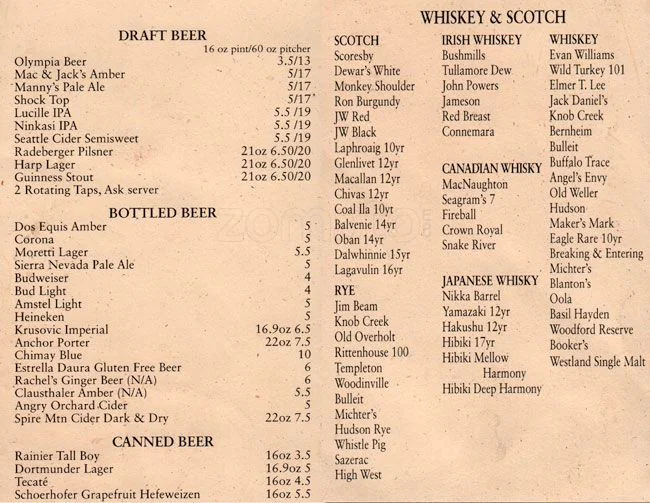 DRAFT BEER
16 oz pint/60 oz pitcher
Olympia Beer 3.5/13
Mac & Jack's Amber 5/17
Manny's Pale Ale 5/17
Shock Top 5/17
Lucille IPA 5.5 /19
Ninkasi IPA 5.5 /19
Seattle Cider Semisweet 5.5 /19
Radeberger Pilsner 21oz 6.50/20
Harp Lager 21oz 6.50/20
Guinness Stout 21oz 6.50/20
2 Rotating Taps, Ask server
BOTTLED BEER
Dos Equis Amber 5
Corona 5
Moretti Lager 5.5
Sierra Nevada Pale Ale 5
Budweiser 4
Bud Light 4
Amstel Light 5
Heineken 5
Krusovic Imperial 16.9oz 6.5
Anchor Porter 22oz 7.5
Chimay Blue 10
Estrella Daura Gluten Free Beer 6
Rachel's Ginger Beer (N/A) 6
Clausthaler Amber (N/A) 5.5
Angry Orchard Cider 5
Spire Mtn Cider Dark & Dry 22oz 7.5
CANNED BEER
Rainier Tall Boy 16oz 3.5
Dortmunder Lager 16.9oz 5
Tecaté 16oz 4.5
Schoerhofer Grapefruit Hefeweizen 16oz 5.5
WHISKEY & SCOTCH
SCOTCH
Scoresby
Dewar's White
Monkey Shoulder
Ron Burgundy
JW Red
JW Black
Laphroaig 10yr
Glenlivet 12yr
Macallan 12yr
Chivas 12yr
Coal Ila 10yt
Balvenie 14yr
Oban 14yr
Dalwhinnie 15yr
Lagavulin 16yr
RYE
Jim Beam
Knob Creek
Old Overholt
Rittenhouse 100
Templeton
Woodinville
Bulleit
Michter's
Hudson Rye
Whistle Pig
Sazerac
High West
IRISH WHISKEY
Bushmills
Tullamore Dew
John Powers
Jameson
Red Breast
Connemara
CANADIAN WHISKY
MacNaughton
Seagram's 7
Fireball
Crown Royal
Snake River
JAPANESE WHISKY
Nikka Barrel
Yamazaki 12yr
Hakushu 12yr
Hibiki 17yr
Hibiki Mellow
Harmony
Hibiki Deep Harmony
WHISKEY
Evan Williams
Wild Turkey 101
Elmer T. Lee
Jack Daniel's
Knob Creek
Bernheim
Bulleit
Buffalo Trace
Angel's Envy
Old Weller
Hudson
Maker's Mark
Eagle Rare 10yr
Breaking & Entering
Michter's
Blanton's
Oola
Basil Hayden
Woodford Reserve
Booker's
Westland Single Malt